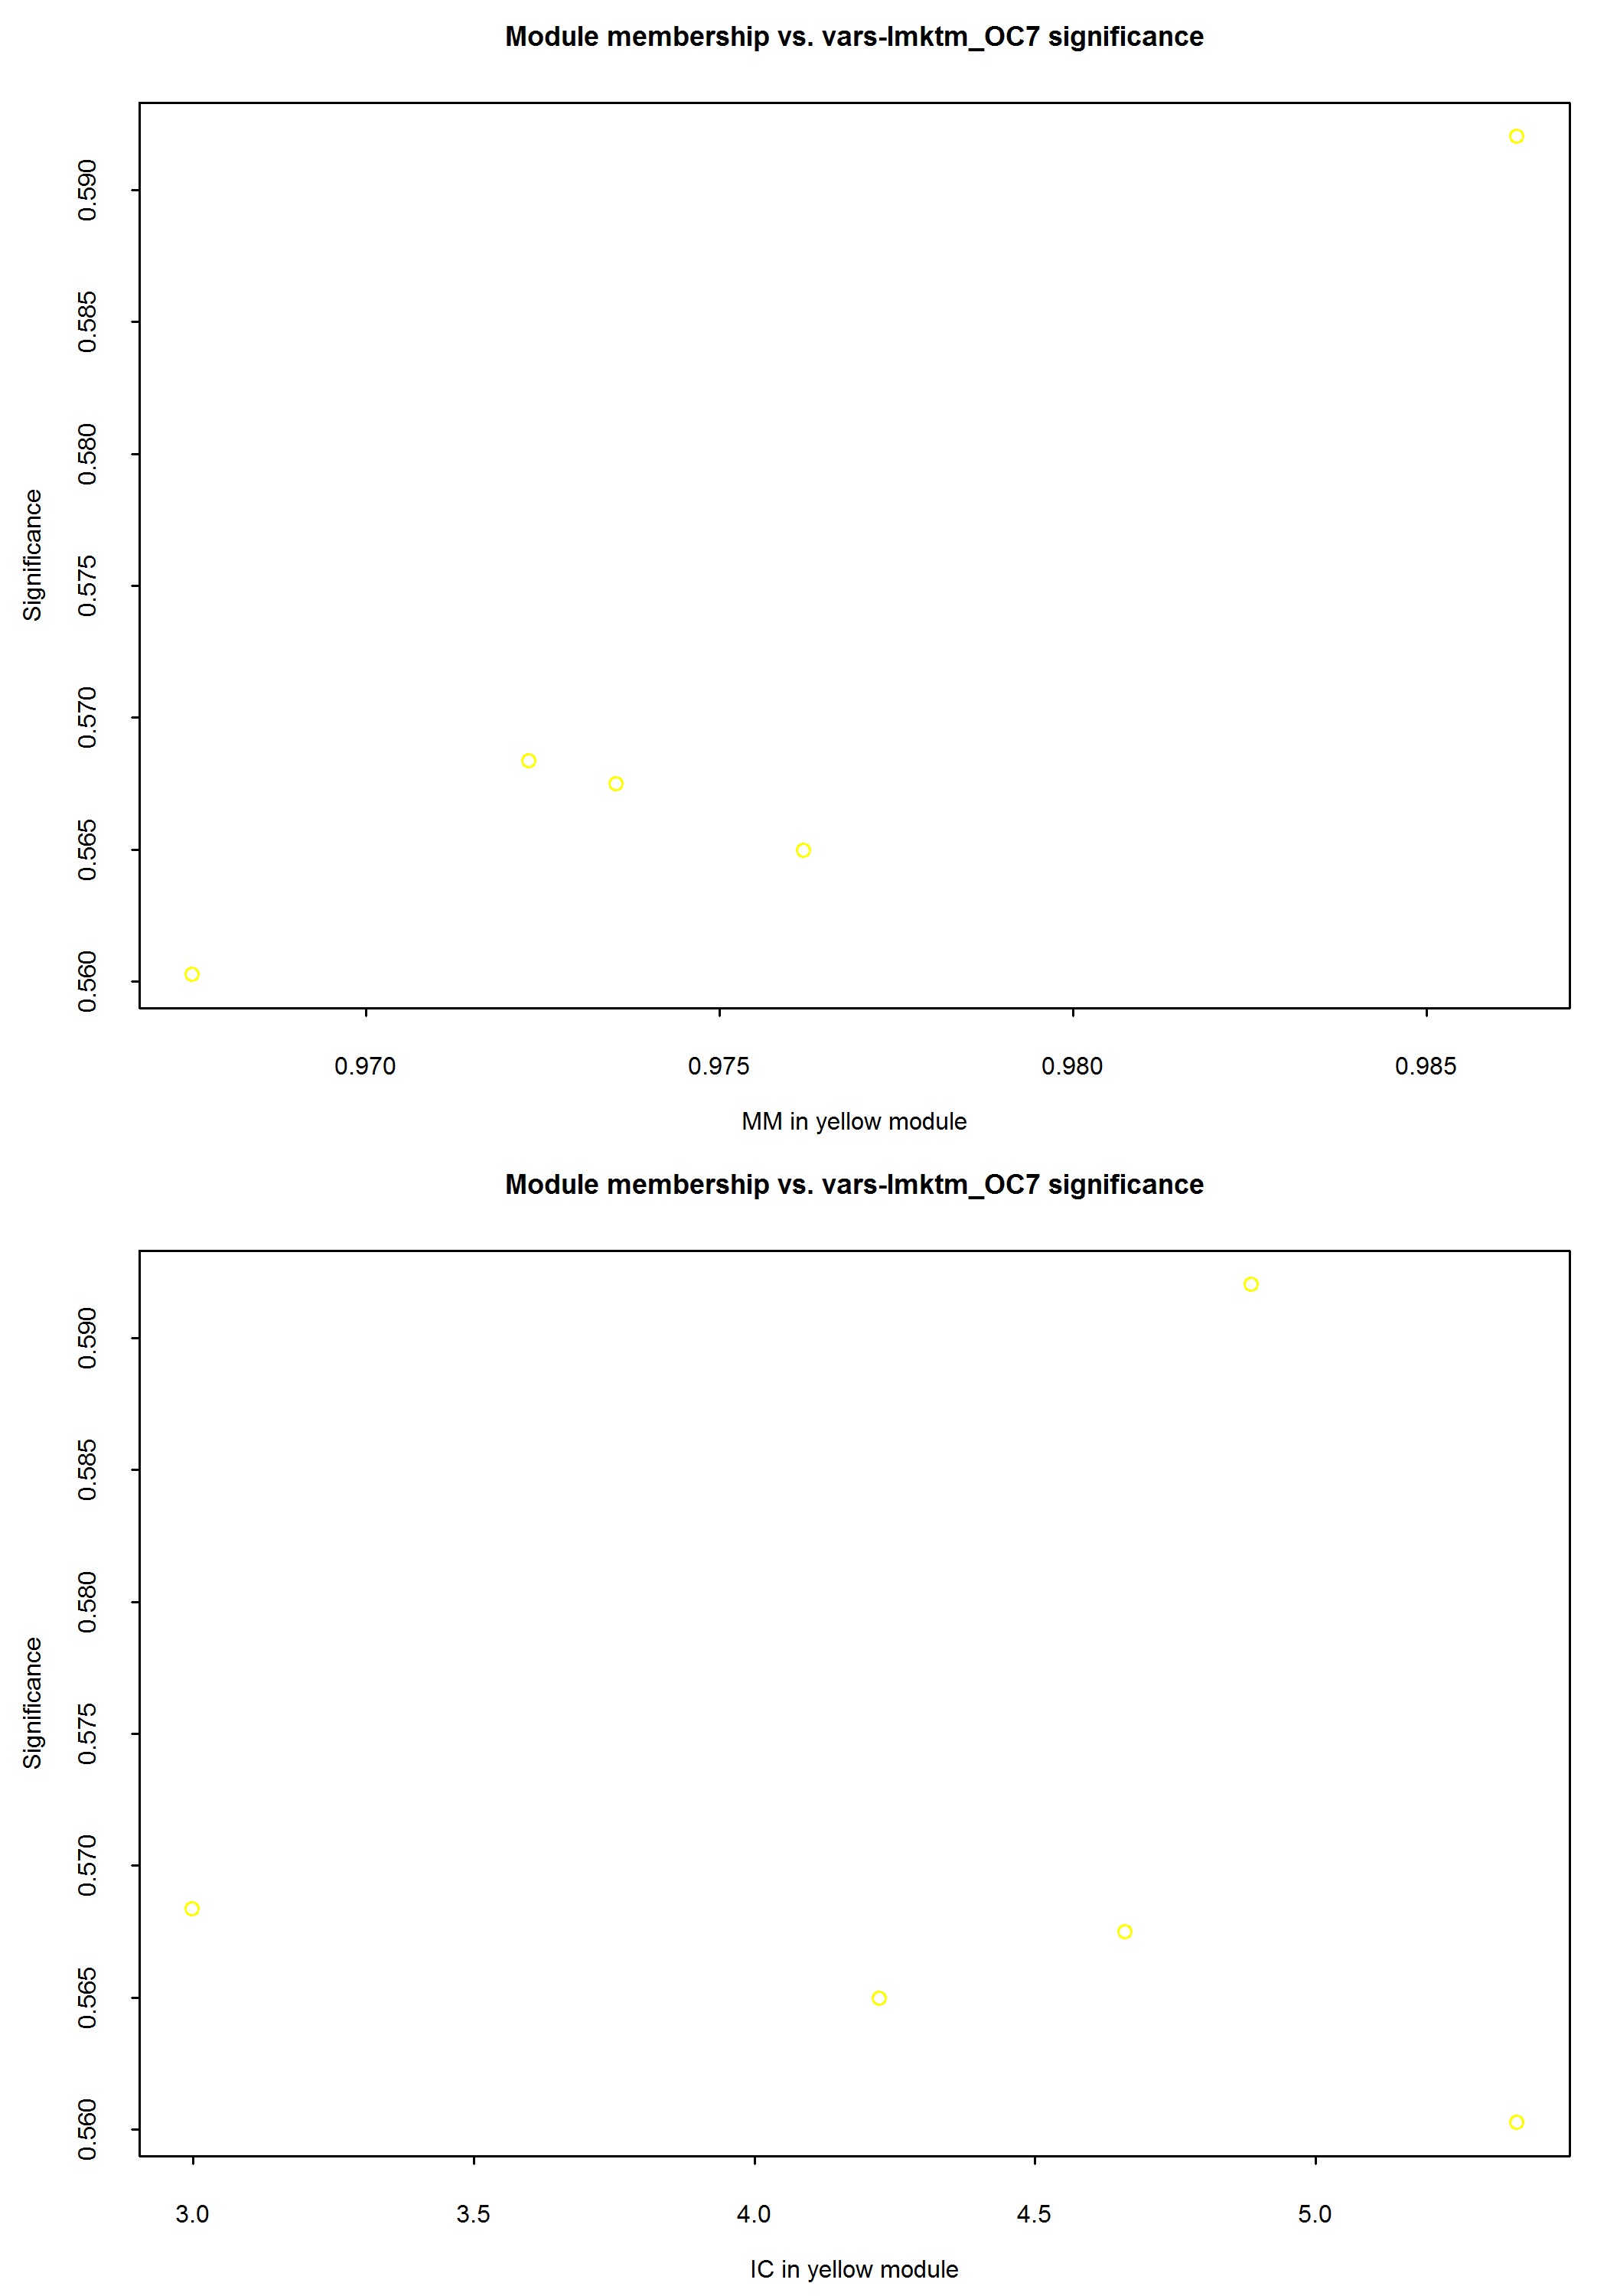 Module membership vs. vars-lmktm_OC7 significance
0.590
0.585
0.580
0.575
0.570
0.565
0.560
Significance
0.970 0.975 0.980 0.985
MM in yellow module
Module membership vs. vars-lmktm_OC7 significance
0.590
0.585
0.580
0.575
0.570
0.565
0.560
Significance
3.0 3.5 4.0 4.5 5.0
IC in yellow module